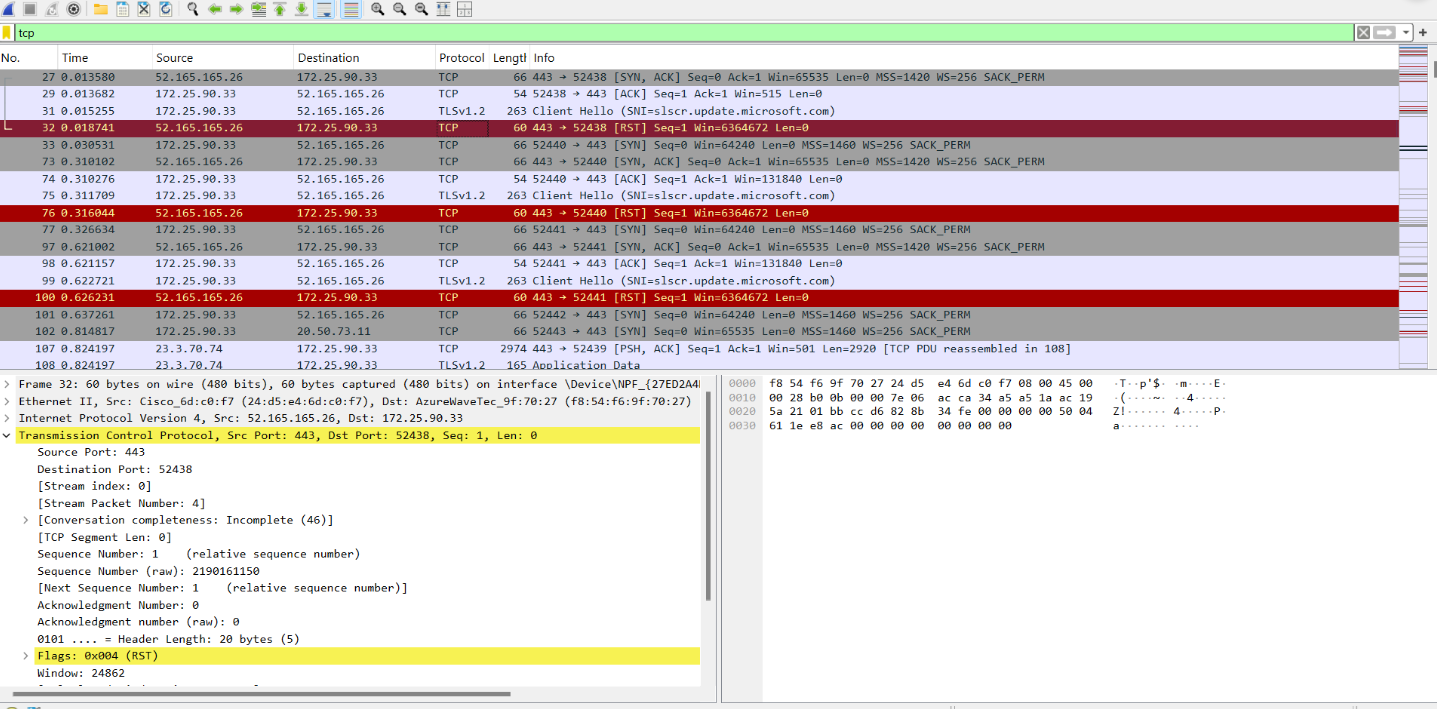 tcp
No. Time Source Destination Protocol Length Info
27 0.013580 52.165.165.26 172.25.90.33 TCP 66 443 → 52438 [SYN, ACK] Seq=0 Ack=1 Win=65535 Len=0 MSS=1420 WS=256 SACK_PERM
29 0.013682 172.25.90.33 52.165.165.26 TCP 54 52438 → 443 [ACK] Seq=1 Ack=1 Win=515 Len=0
31 0.015255 172.25.90.33 52.165.165.26 TLSv1.2 263 Client Hello (SNI=slscr.update.microsoft.com)
32 0.018741 52.165.165.26 172.25.90.33 TCP 60 443 → 52438 [RST] Seq=1 Win=6364672 Len=0
33 0.030531 172.25.90.33 52.165.165.26 TCP 66 52440 → 443 [SYN] Seq=0 Win=64240 Len=0 MSS=1460 WS=256 SACK_PERM
73 0.310102 52.165.165.26 172.25.90.33 TCP 66 443 → 52440 [SYN, ACK] Seq=0 Ack=1 Win=65535 Len=0 MSS=1420 WS=256 SACK_PERM
74 0.310276 172.25.90.33 52.165.165.26 TCP 54 52440 → 443 [ACK] Seq=1 Ack=1 Win=131840 Len=0
75 0.311709 172.25.90.33 52.165.165.26 TLSv1.2 263 Client Hello (SNI=slscr.update.microsoft.com)
76 0.316044 52.165.165.26 172.25.90.33 TCP 60 443 → 52440 [RST] Seq=1 Win=6364672 Len=0
77 0.326634 172.25.90.33 52.165.165.26 TCP 66 52441 → 443 [SYN] Seq=0 Win=64240 Len=0 MSS=1460 WS=256 SACK_PERM
97 0.621002 52.165.165.26 172.25.90.33 TCP 66 443 → 52441 [SYN, ACK] Seq=0 Ack=1 Win=65535 Len=0 MSS=1420 WS=256 SACK_PERM
98 0.621157 172.25.90.33 52.165.165.26 TCP 54 52441 → 443 [ACK] Seq=1 Ack=1 Win=131840 Len=0
99 0.622721 172.25.90.33 52.165.165.26 TLSv1.2 263 Client Hello (SNI=slscr.update.microsoft.com)
100 0.626231 52.165.165.26 172.25.90.33 TCP 60 443 → 52441 [RST] Seq=1 Win=6364672 Len=0
101 0.637261 172.25.90.33 52.165.165.26 TCP 66 52442 → 443 [SYN] Seq=0 Win=64240 Len=0 MSS=1460 WS=256 SACK_PERM
102 0.814817 172.25.90.33 20.50.73.11 TCP 66 52443 → 443 [SYN] Seq=0 Win=65535 Len=0 MSS=1460 WS=256 SACK_PERM
107 0.824197 23.3.70.74 172.25.90.33 TCP 2974 443 → 52439 [PSH, ACK] Seq=1 Ack=1 Win=501 Len=2920 [TCP PDU reassembled in 108]
108 0.824197 23.3.70.74 172.25.90.33 TLSv1.2 165 Application Data
Frame 32: 60 bytes on wire (480 bits), 60 bytes captured (480 bits) on interface \Device\NPF_{27ED2A4
Ethernet II, Src: Cisco_6d:c0:f7 (24:d5:e4:6d:c0:f7), Dst: AzureWaveTec_9f:70:27 (f8:54:f6:9f:70:27)
Internet Protocol Version 4, Src: 52.165.165.26, Dst: 172.25.90.33
Transmission Control Protocol, Src Port: 443, Dst Port: 52438, Seq: 1, Len: 0
Source Port: 443
Destination Port: 52438
[Stream index: 0]
[Stream Packet Number: 4]
[Conversation completeness: Incomplete (46)]
[TCP Segment Len: 0]
Sequence Number: 1 (relative sequence number)
Sequence Number (raw): 2190161150
[Next Sequence Number: 1 (relative sequence number)]
Acknowledgment Number: 0
Acknowledgment number (raw): 0
0101 .... = Header Length: 20 bytes (5)
Flags: 0x004 (RST)
Window: 24862
0000 f8 54 f6 9f 70 27 24 d5 e4 6d c0 f7 08 00 45 00 ·T··p'$· ·m····E·
0010 00 28 b0 0b 00 00 7e 06 ac ca 34 a5 a5 1a ac 19 ·(····~· ··4·····
0020 5a 21 01 bb cc d6 82 8b 34 fe 00 00 00 00 50 04 Z!······ 4·····P·
0030 61 1e e8 ac 00 00 00 00 00 00 00 00 a······· ····